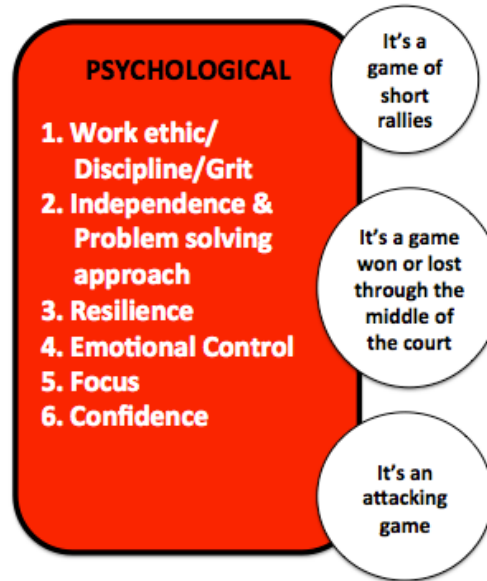 PSYCHOLOGICAL
1. Work ethic/
Discipline/Grit
2. Independence &
Problem solving
approach
3. Resilience
4. Emotional Control
5. Focus
6. Confidence
It's a
game of
short
rallies
It's a game
won or lost
through the
middle of
the court
It's an
attacking
game